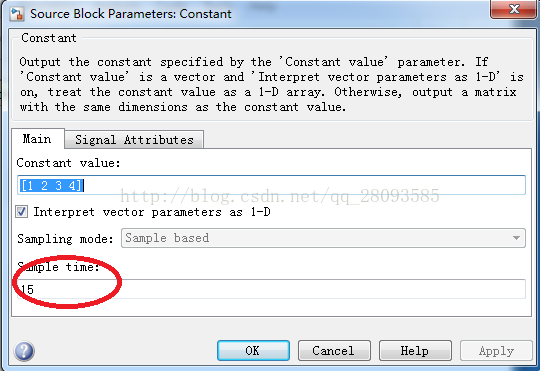 Source Block Parameters: Constant
Constant
Output the constant specified by the 'Constant value' parameter. If
'Constant value' is a vector and 'Interpret vector parameters as 1-D' is
on, treat the constant value as a 1-D array. Otherwise, output a matrix
with the same dimensions as the constant value.
Main Signal Attributes
Constant value:
[1 2 3 4]
http://blog.csdn.net/qq_28093585
Interpret vector parameters as 1-D
Sampling mode: Sample based
Sample time:
15
OK Cancel Help Apply